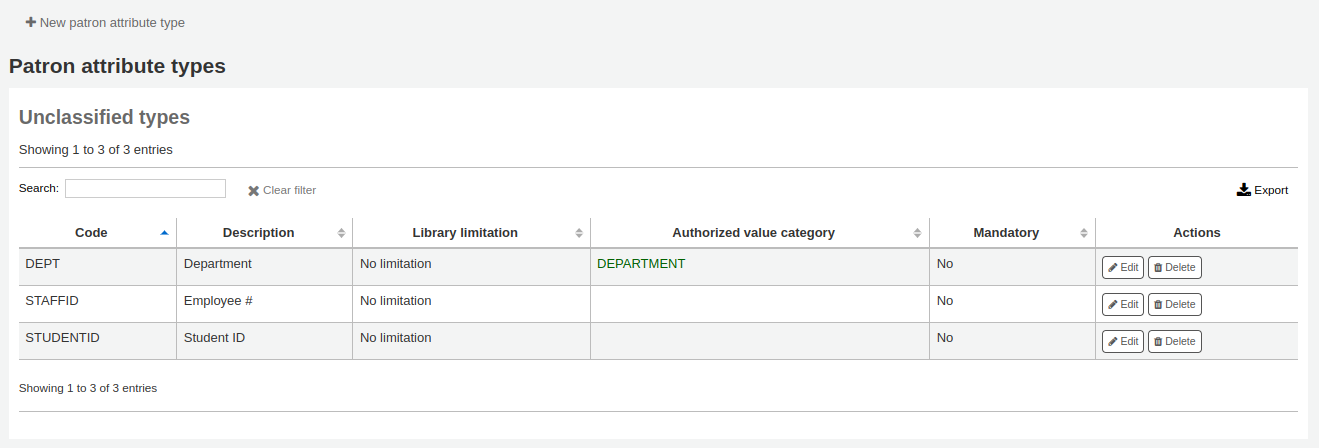 New patron attribute type
Patron attribute types
Unclassified types
Showing 1 to 3 of 3 entries
Search: Clear filter Export
Code Description Library limitation Authorized value category Mandatory Actions
DEPT Department No limitation DEPARTMENT No Edit Delete
STAFFID Employee # No limitation No Edit Delete
STUDENTID Student ID No limitation No Edit Delete
Showing 1 to 3 of 3 entries